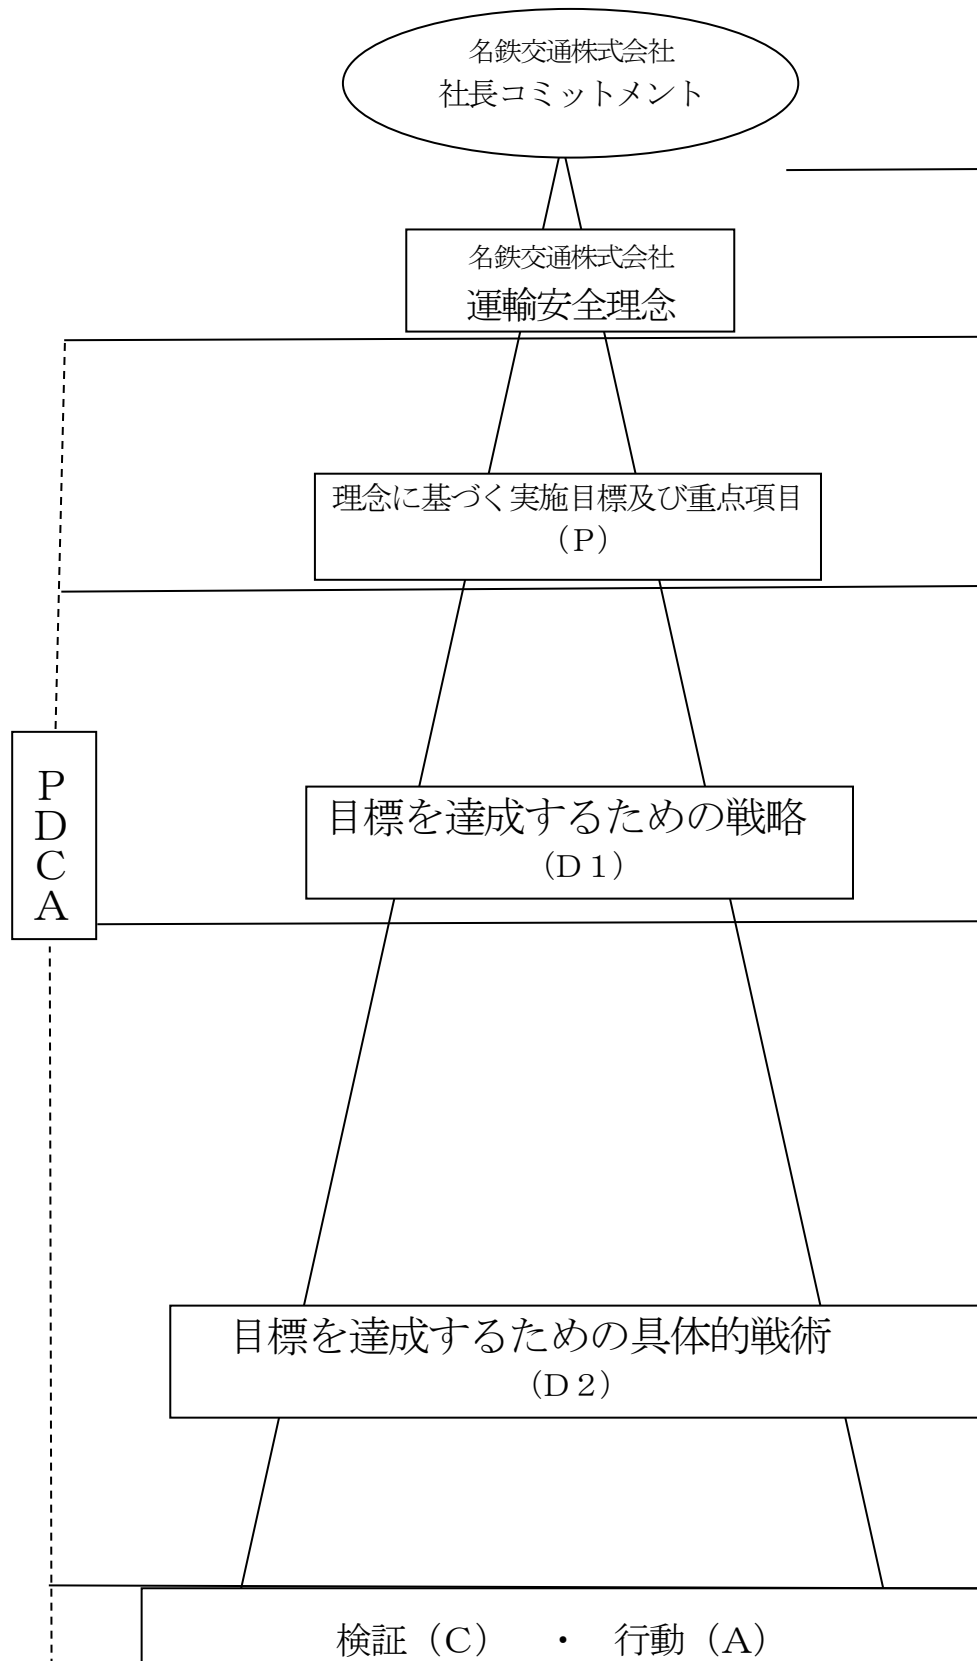 名鉄交通株式会社
社長コミットメント
名鉄交通株式会社
運輸安全理念
理念に基づく実施目標及び重点項目
（Ｐ）
ＰＤＣＡ
目標を達成するための戦略
（Ｄ１）
目標を達成するための具体的戦術
（Ｄ２）
検証（Ｃ）　・　行動（Ａ）